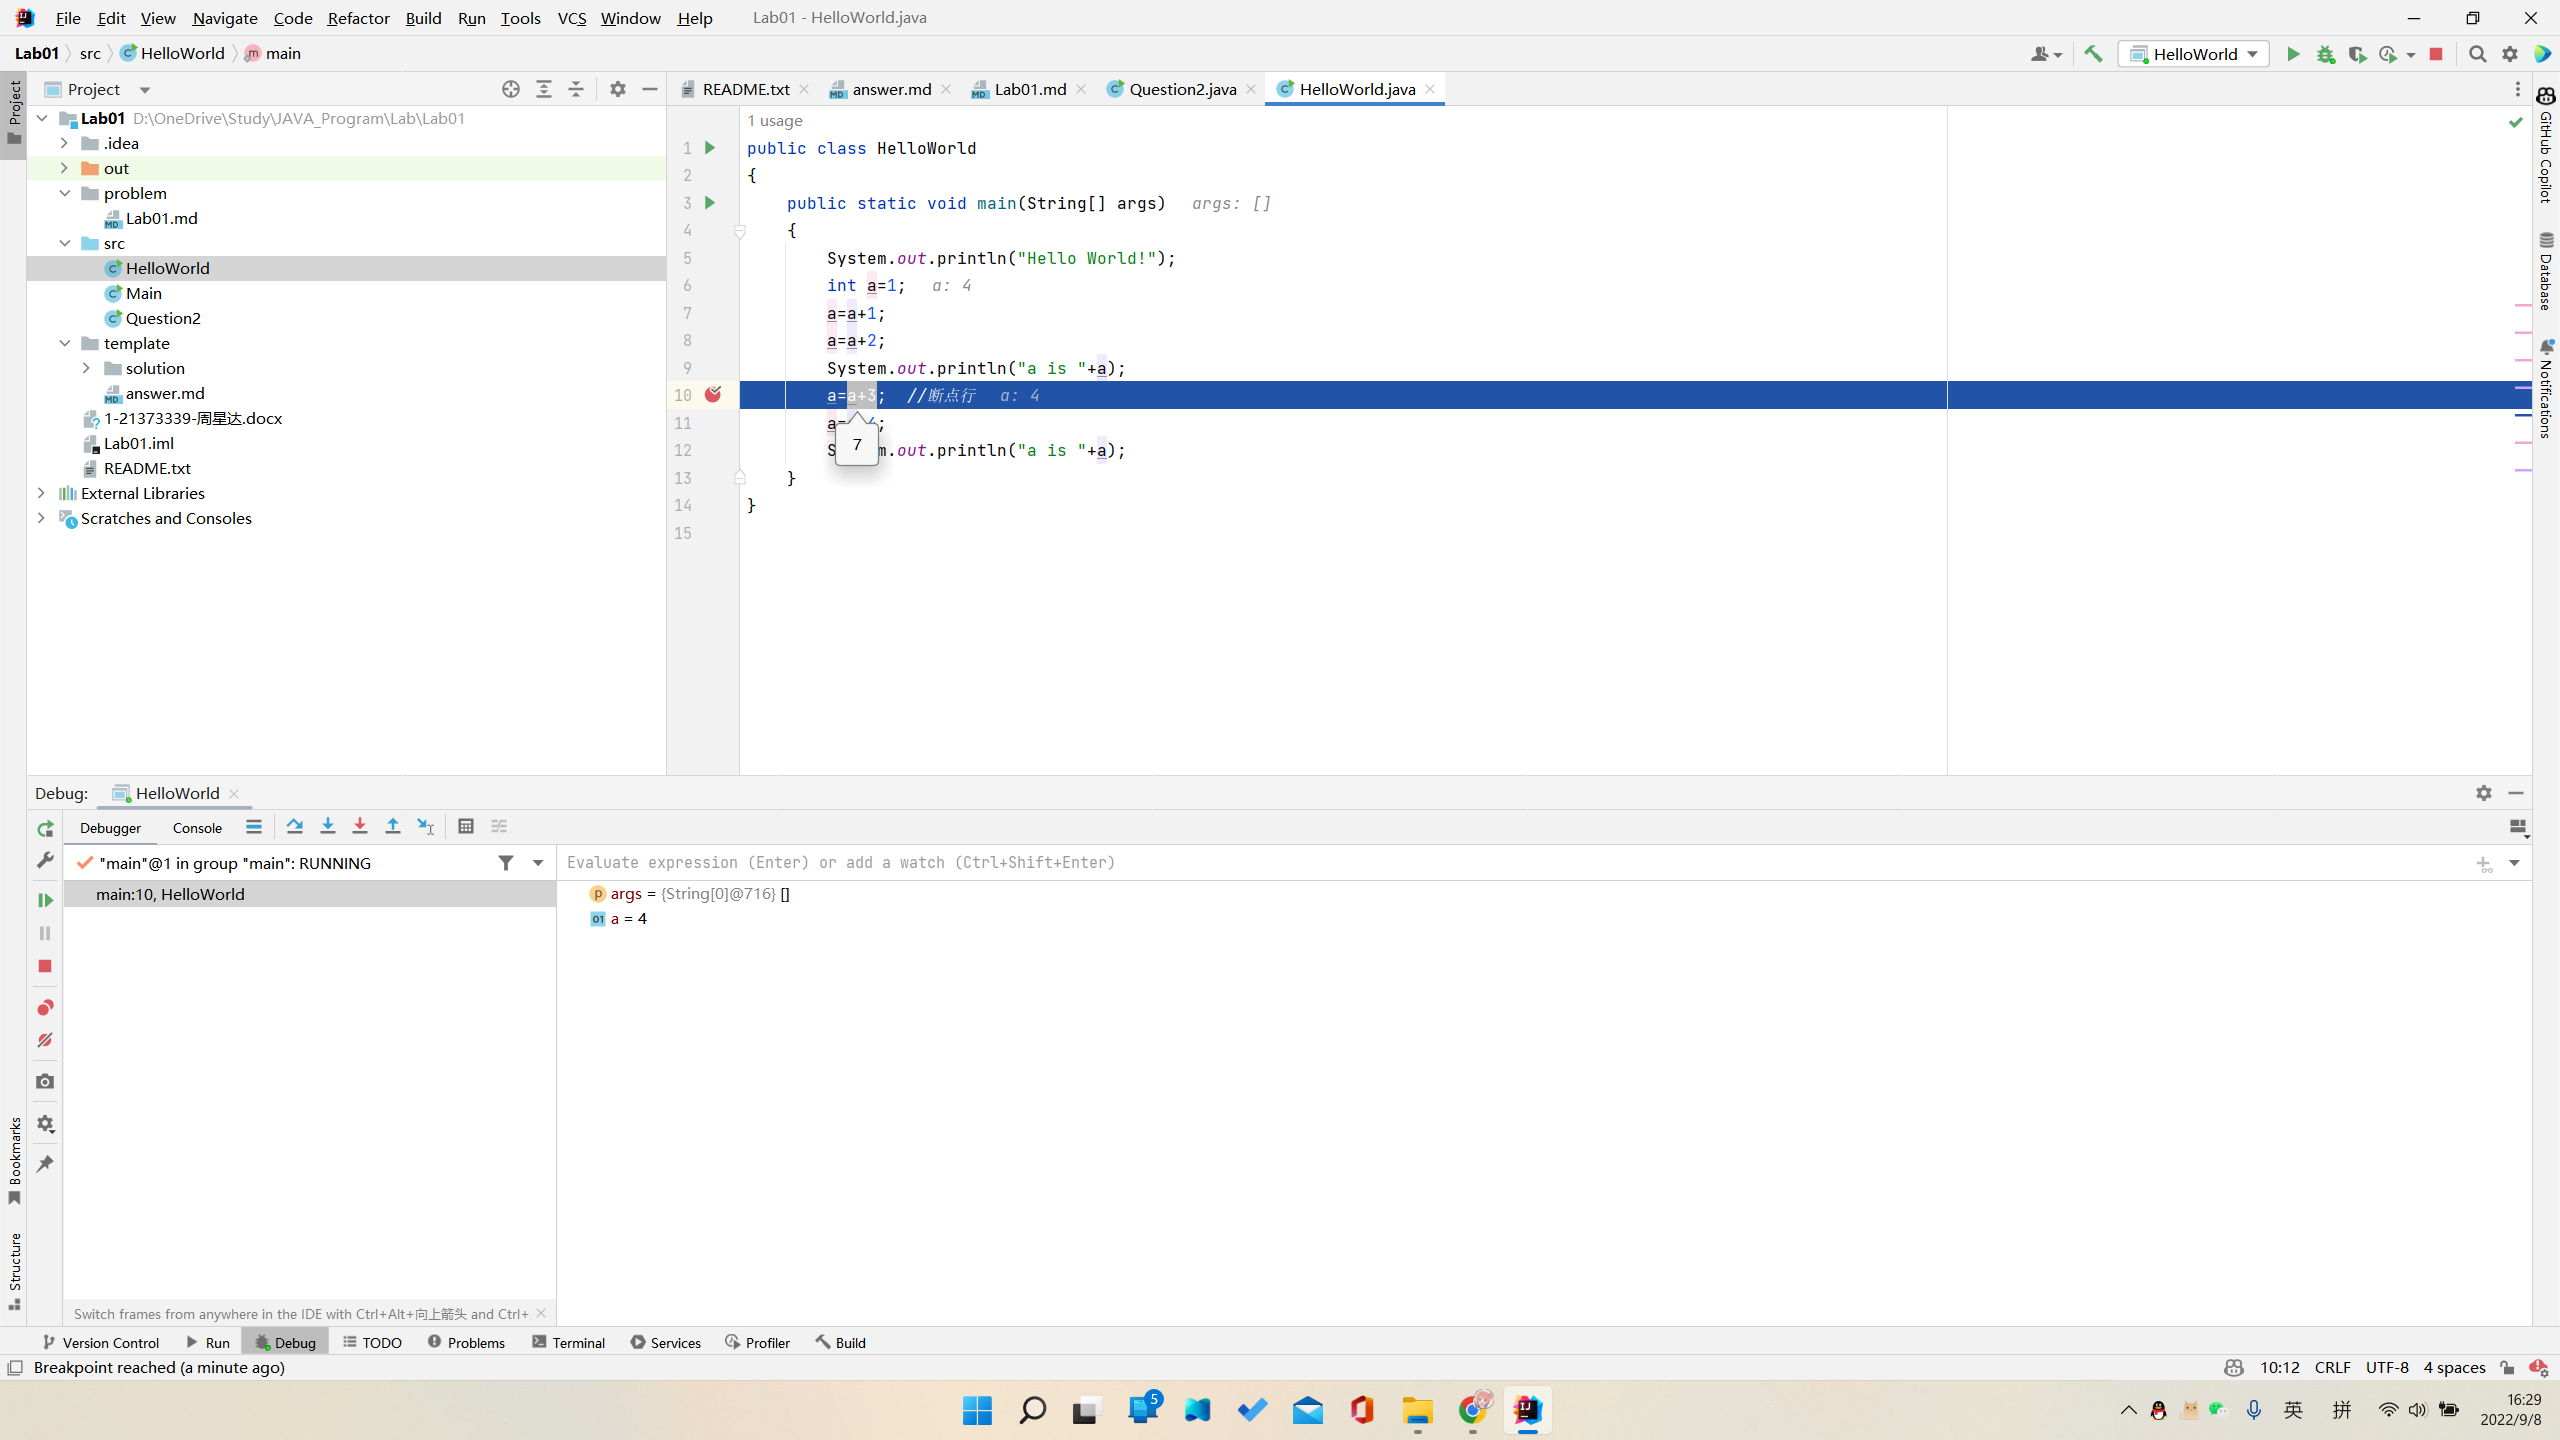 File Edit View Navigate Code Refactor Build Run Tools VCS Window Help Lab01 - HelloWorld.java
Lab01 src HelloWorld main
HelloWorld
Project
Project
README.txt answer.md Lab01.md Question2.java HelloWorld.java
Lab01 D:\OneDrive\Study\JAVA_Program\Lab\Lab01
.idea
out
problem
Lab01.md
src
HelloWorld
Main
Question2
template
solution
answer.md
1-21373339-周星达.docx
Lab01.iml
README.txt
External Libraries
Scratches and Consoles
1 usage
1 public class HelloWorld
2 {
3 public static void main(String[] args) args: []
4 {
5 System.out.println("Hello World!");
6 int a=1; a: 4
7 a=a+1;
8 a=a+2;
9 System.out.println("a is "+a);
10 a=a+3; //断点行 a: 4
11 a= 4;
7
12 S m.out.println("a is "+a);
13 }
14 }
15
GitHub Copilot
Database
Notifications
Debug: HelloWorld
Debugger Console
"main"@1 in group "main": RUNNING
main:10, HelloWorld
Evaluate expression (Enter) or add a watch (Ctrl+Shift+Enter)
p args = {String[0]@716} []
01 a = 4
Bookmarks
Structure
Switch frames from anywhere in the IDE with Ctrl+Alt+向上箭头 and Ctrl+
Version Control Run Debug TODO Problems Terminal Services Profiler Build
Breakpoint reached (a minute ago) 10:12 CRLF UTF-8 4 spaces
5
英 拼
16:29
2022/9/8